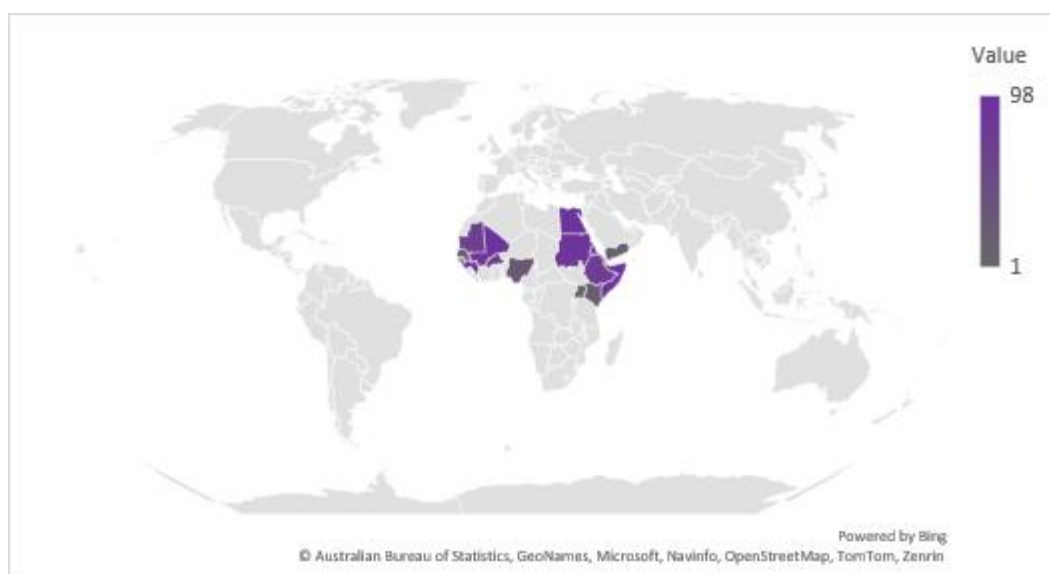 Value
98
1
Powered by Bing
© Australian Bureau of Statistics, GeoNames, Microsoft, Navinfo, OpenStreetMap, TomTom, Zenrin